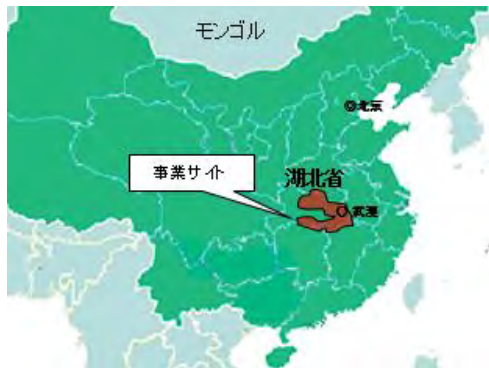 モンゴル
北京
事業サイト
湖北省
武漢